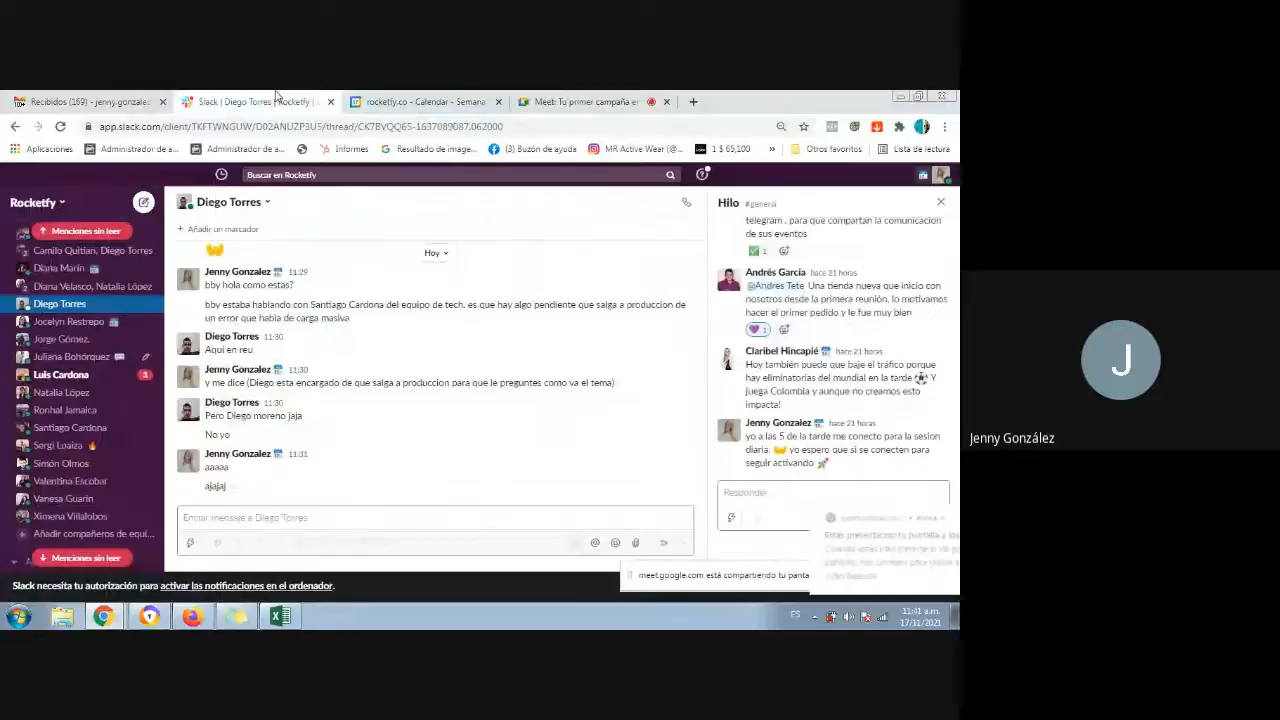 Recibidos (169) - jenny.gonzalez
Slack | Diego Torres | Rocketfy |
rocketfy.co - Calendar - Semana
Meet: Tu primer campaña en
app.slack.com/client/TKFTWNGUW/D02ANUZP3U5/thread/CK7BVQQ6S-1637089087.062000
Aplicaciones
Administrador de a...
Administrador de a...
Informes
Resultado de image...
(3) Buzón de ayuda
MR Active Wear (@...
1 $ 65,100
»
Otros favoritos
Lista de lectura
Buscar en Rocketfy
Rocketfy
Menciones sin leer
Camilo Quitian, Diego Torres
Diana Marín
Diana Velasco, Natalia López
Diego Torres
Jocelyn Restrepo
Jorge Gómez.
Juliana Bohórquez
Luis Cardona 3
Natalia López
Ronhal Jamaica
Santiago Cardona
Sergi Loaiza
Simón Olmos
Valentina Escobar
Vanesa Guarin
Ximena Villalobos
Añadir compañeros de equi...
Menciones sin leer
Diego Torres
+ Añadir un marcador
Hoy
Jenny Gonzalez 11:29
bby hola como estas?
bby estaba hablando con Santiago Cardona del equipo de tech. es que hay algo pendiente que salga a produccion de
un error que habia de carga masiva
Diego Torres 11:30
Aquí en reu
Jenny Gonzalez 11:30
y me dice (Diego esta encargado de que salga a produccion para que le preguntes como va el tema)
Diego Torres 11:30
Pero Diego moreno jaja
No yo
Jenny Gonzalez 11:31
aaaaa
ajajaj
Enviar mensaje a Diego Torres
Hilo #general
telegram . para que compartan la comunicacion
de sus eventos
1
Andrés García hace 21 horas
@Andres Tete Una tienda nueva que inicio con
nosotros desde la primera reunión, lo motivamos
hacer el primer pedido y le fue muy bien
1
Claribel Hincapié hace 21 horas
Hoy también puede que baje el tráfico porque
hay eliminatorias del mundial en la tarde Y
juega Colombia y aunque no creamos esto
impacta!
Jenny Gonzalez hace 21 horas
yo a las 5 de la tarde me conecto para la sesion
diaria. yo espero que si se conecten para
seguir activando
Responder
meet.google.com está compartiendo tu panta
Slack necesita tu autorización para activar las notificaciones en el ordenador.
ES
11:41 a.m.
17/11/2021
J
Jenny González